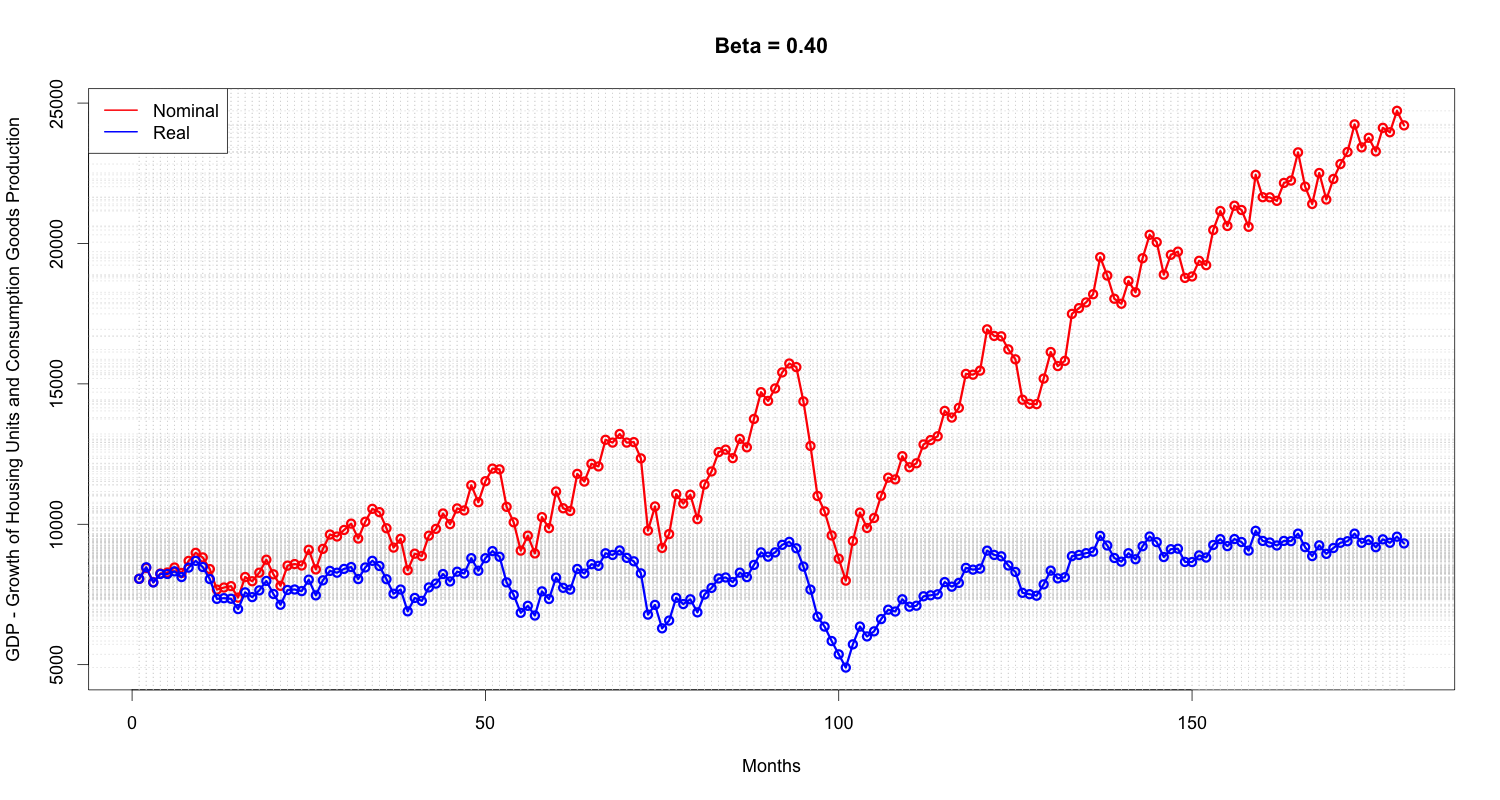 Beta = 0.40
GDP - Growth of Housing Units and Consumption Goods Production
25000
20000
15000
10000
5000
Nominal
Real
0 50 100 150
Months